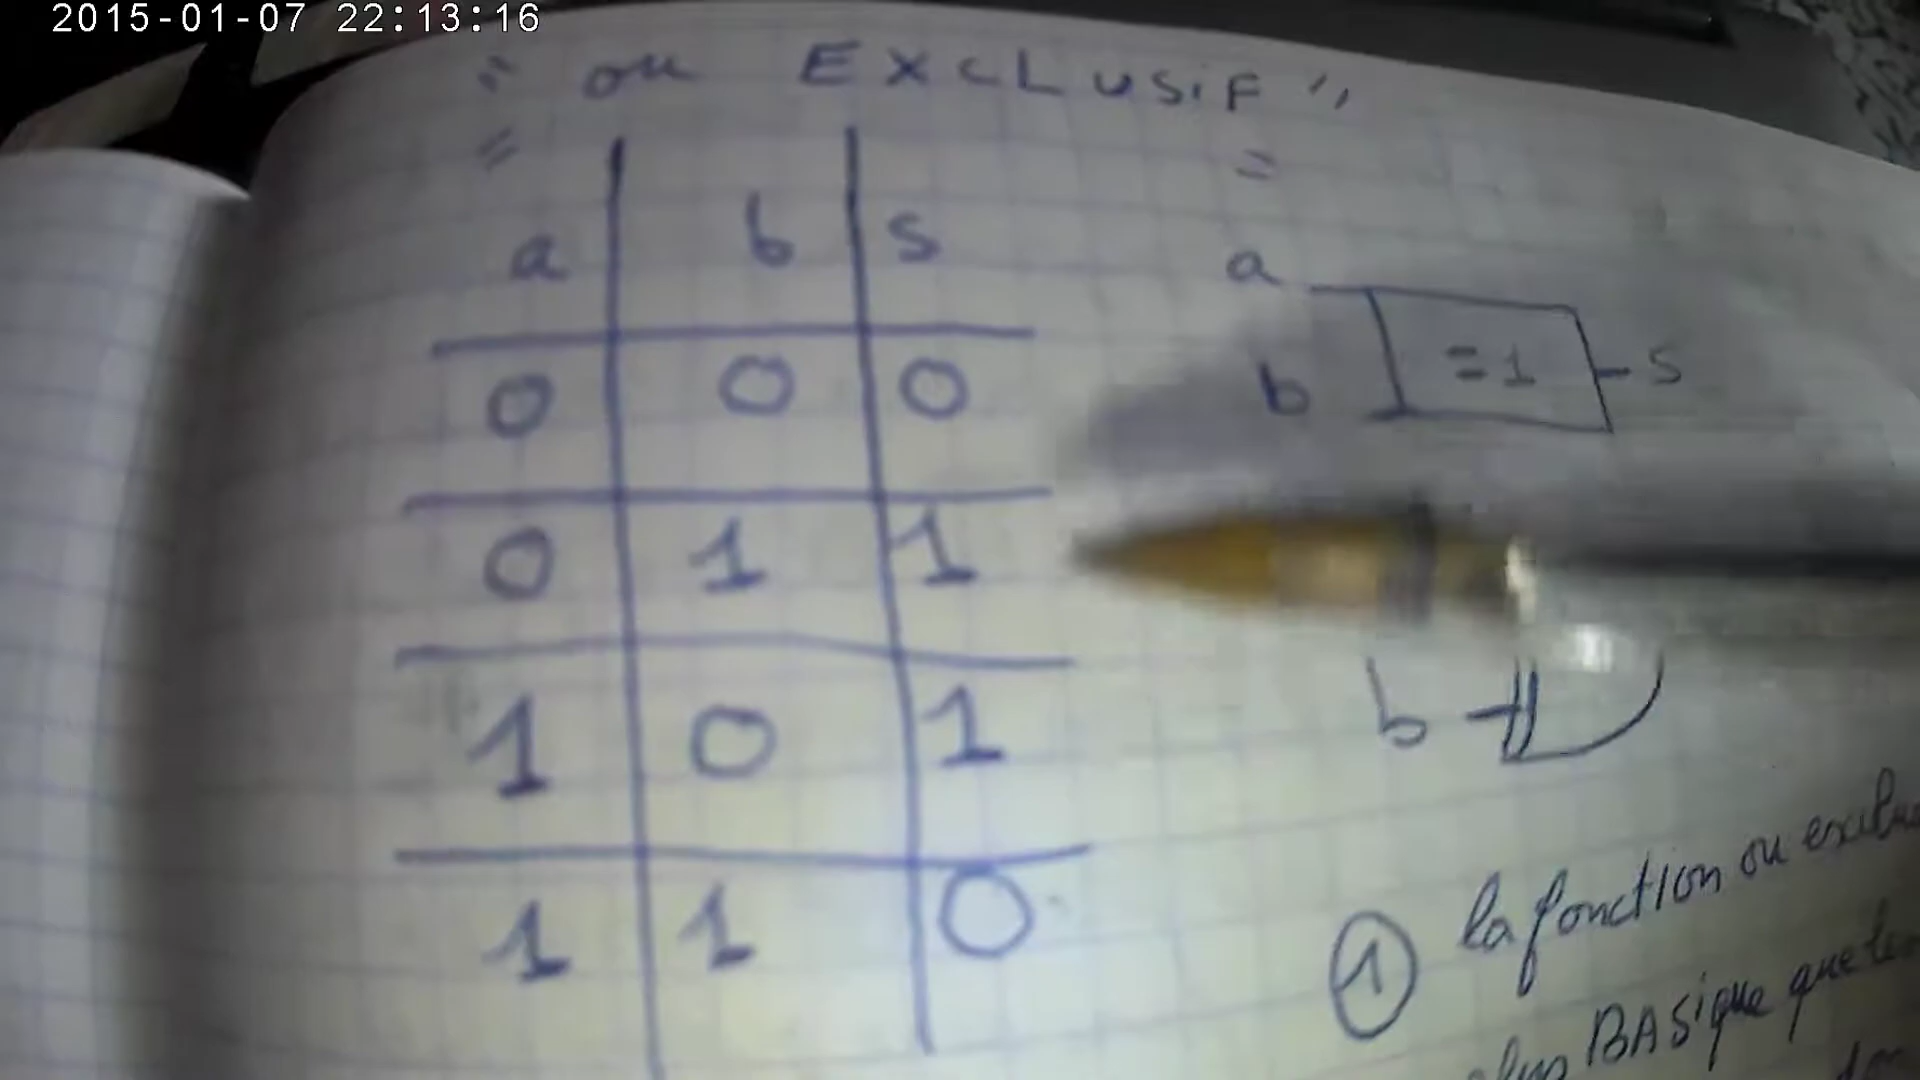 2015-01-07 22:13:16
" ou EXCLUSIF "
= =
a b s
0 0 0
0 1 1
1 0 1
1 1 0
a
b =1 s
b
1 la fonction ou
BASique que